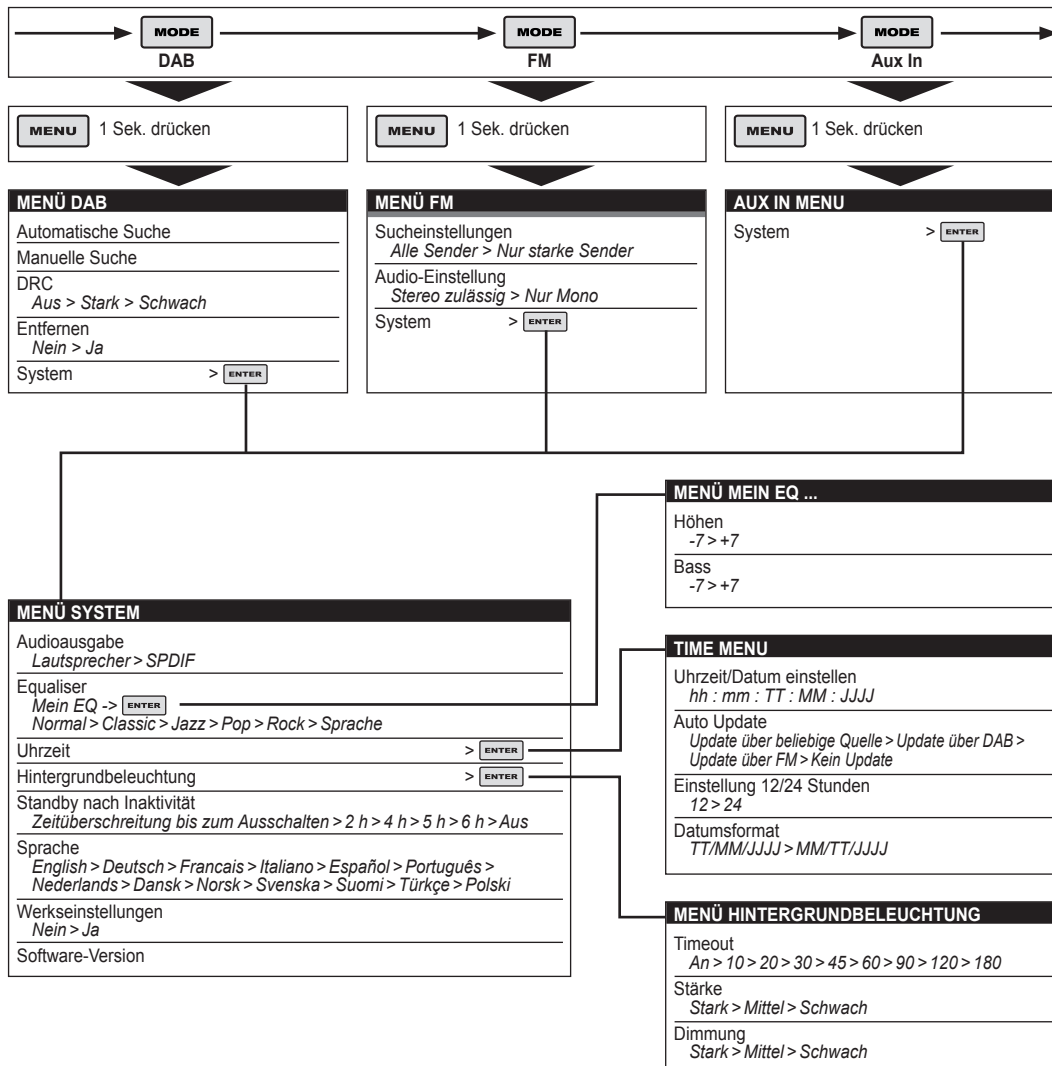 MODE
DAB
MODE
FM
MODE
Aux In
MENU 1 Sek. drücken
MENU 1 Sek. drücken
MENU 1 Sek. drücken
MENÜ DAB
Automatische Suche
Manuelle Suche
DRC
Aus > Stark > Schwach
Entfernen
Nein > Ja
System > ENTER
MENÜ FM
Sucheinstellungen
Alle Sender > Nur starke Sender
Audio-Einstellung
Stereo zulässig > Nur Mono
System > ENTER
AUX IN MENU
System > ENTER
MENÜ SYSTEM
Audioausgabe
Lautsprecher > SPDIF
Equaliser
Mein EQ -> ENTER
Normal > Classic > Jazz > Pop > Rock > Sprache
Uhrzeit > ENTER
Hintergrundbeleuchtung > ENTER
Standby nach Inaktivität
Zeitüberschreitung bis zum Ausschalten > 2 h > 4 h > 5 h > 6 h > Aus
Sprache
English > Deutsch > Francais > Italiano > Español > Português >
Nederlands > Dansk > Norsk > Svenska > Suomi > Türkçe > Polski
Werkseinstellungen
Nein > Ja
Software-Version
MENÜ MEIN EQ ...
Höhen
-7 > +7
Bass
-7 > +7
TIME MENU
Uhrzeit/Datum einstellen
hh : mm : TT : MM : JJJJ
Auto Update
Update über beliebige Quelle > Update über DAB >
Update über FM > Kein Update
Einstellung 12/24 Stunden
12 > 24
Datumsformat
TT/MM/JJJJ > MM/TT/JJJJ
MENÜ HINTERGRUNDBELEUCHTUNG
Timeout
An > 10 > 20 > 30 > 45 > 60 > 90 > 120 > 180
Stärke
Stark > Mittel > Schwach
Dimmung
Stark > Mittel > Schwach